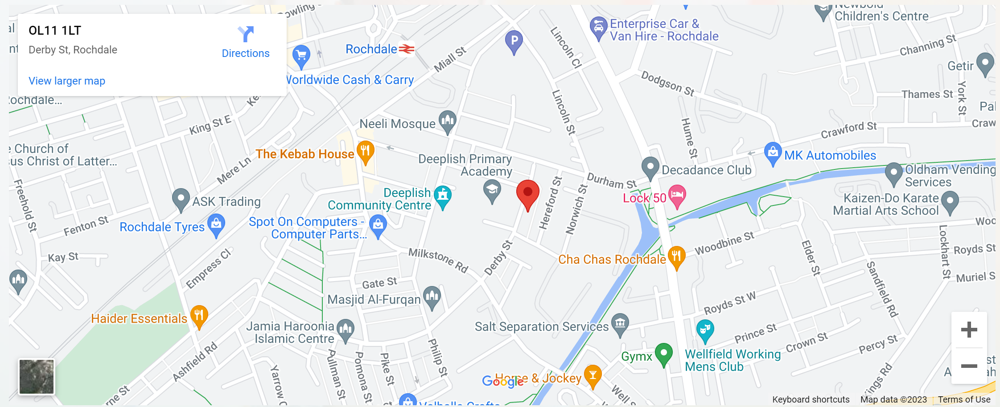 OL11 1LT
Derby St, Rochdale
Directions
View larger map
Rochdale
Worldwide Cash & Carry
Miall St
P
Lincoln Cl
Enterprise Car &
Van Hire - Rochdale
Newbold
Children's Centre
Channing St
Getir
Dodgson St
Thames St
York St
ochdale...
King St E
Neeli Mosque
Lincoln St
Hume St
Crawford St
Craw
e Church of
sus Christ of Latter...
The Kebab House
Mere Ln
Deeplish Primary
Academy
MK Automobiles
Durham St
Decadance Club
Oldham Vending
Services
Freehold St
ASK Trading
Deeplish
Community Centre
Hereford St
Norwich St
Lock 50
Kaizen-Do Karate
Martial Arts School
Fenton St
Rochdale Tyres
Spot On Computers -
Computer Parts...
Woo
Lockhart St
Woodbine St
Royds St
Kay St
Empress Cl
Milkstone Rd
Derby St
Cha Chas Rochdale
Elder St
Sandfield Rd
Muriel S
Gate St
Masjid Al-Furqan
Royds St W
Haider Essentials
Jamia Haroonia
Islamic Centre
Salt Separation Services
Prince St
Crown St
Percy St
Philip St
Ashfield Rd
Pullman St
Pomona St
Pike St
Gymx
Wellfield Working
Mens Club
Yarrow C
Google
Horse & Jockey
Well S
Kings Rd
rne St
Keyboard shortcuts
Map data ©2023
Terms of Use